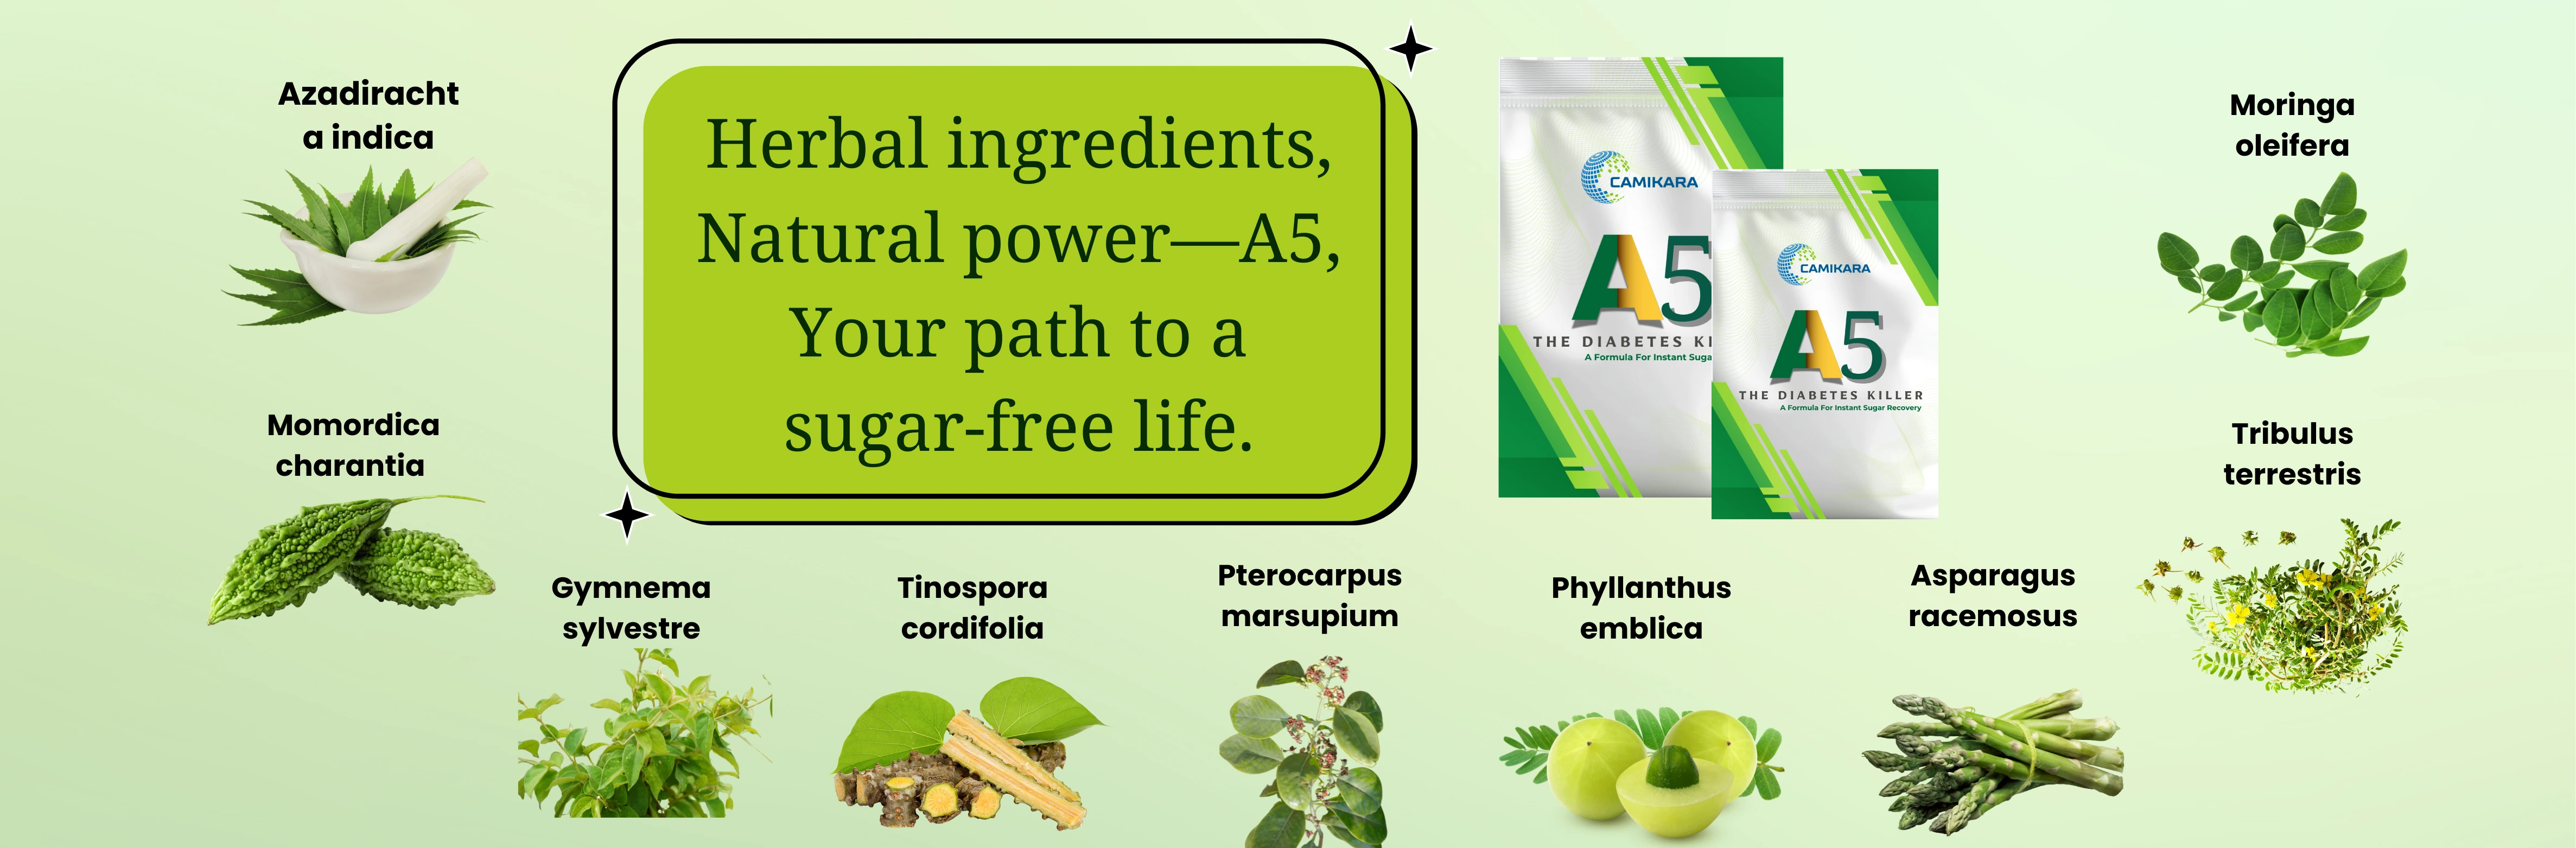 Azadiracht
a indica
Herbal ingredients,
Natural power—A5,
Your path to a
sugar-free life.
CAMIKARA
A5
THE DIABETES KI
A Formula For Instant Suga
CAMIKARA
A5
THE DIABETES KILLER
A Formula For Instant Sugar Recovery
Moringa
oleifera
Momordica
charantia
Tribulus
terrestris
Gymnema
sylvestre
Tinospora
cordifolia
Pterocarpus
marsupium
Phyllanthus
emblica
Asparagus
racemosus